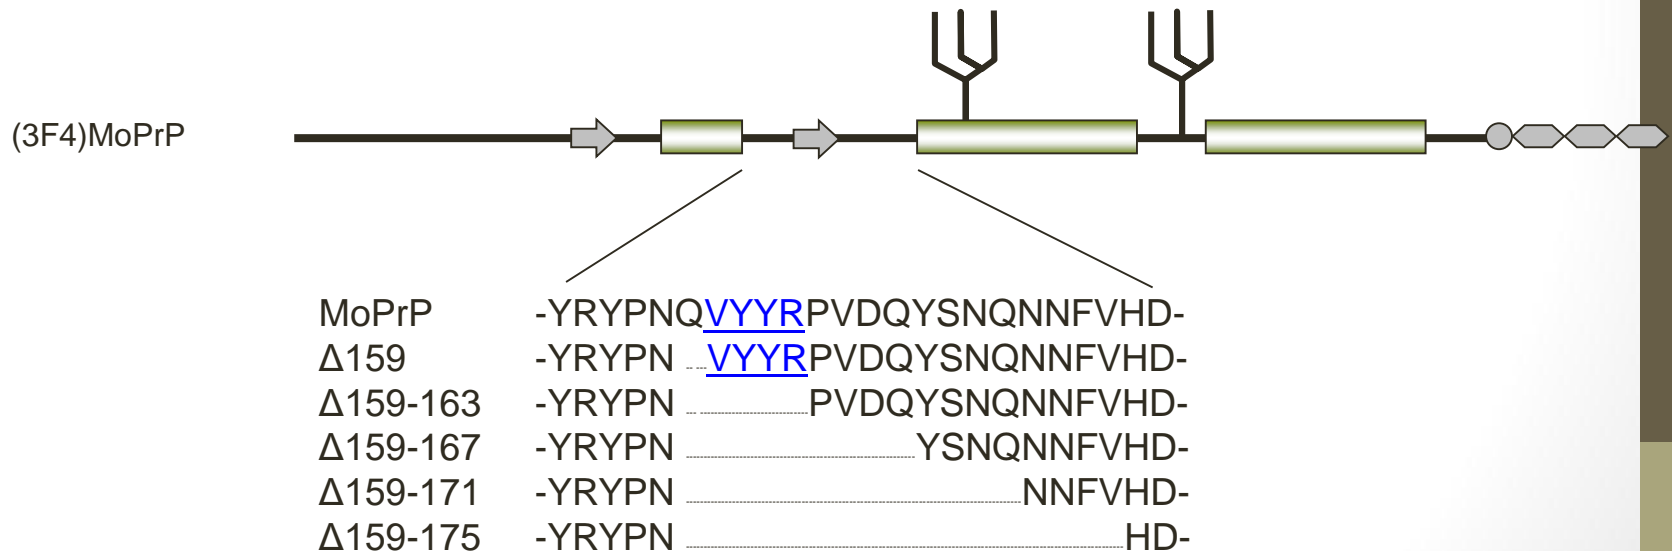 (3F4)MoPrP
MoPrP -YRYPNQVYYRPVDQYSNQNNFVHD-
Δ159 -YRYPN VYYRPVDQYSNQNNFVHD-
Δ159-163 -YRYPN PVDQYSNQNNFVHD-
Δ159-167 -YRYPN YSNQNNFVHD-
Δ159-171 -YRYPN NNFVHD-
Δ159-175 -YRYPN HD-